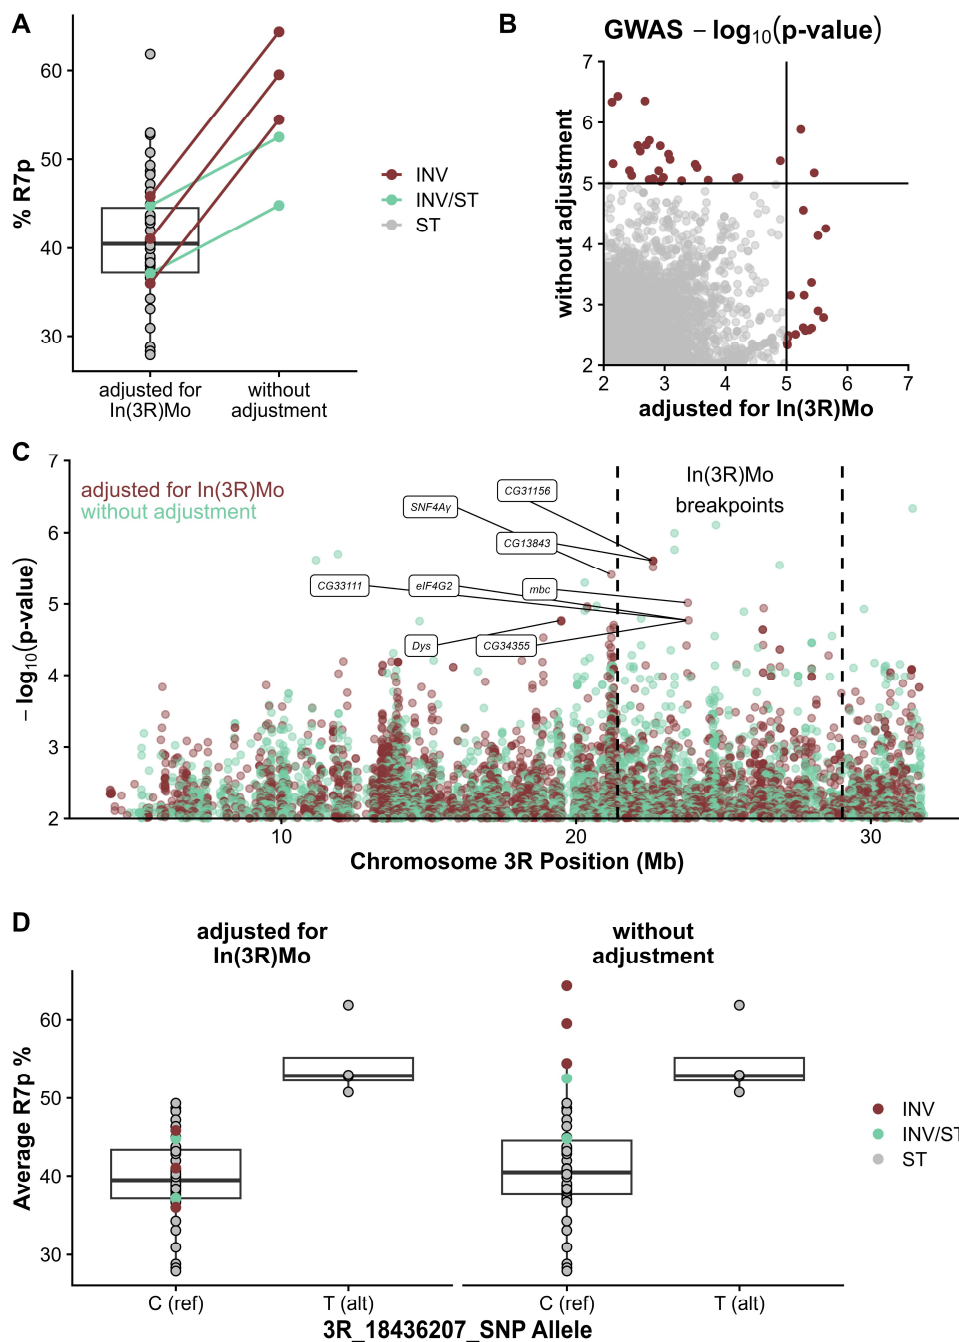 A
% R7p
60
50
40
30
adjusted for
In(3R)Mo
without
adjustment
INV
INV/ST
ST
B
GWAS − log10(p-value)
without adjustment
7
6
5
4
3
2
2 3 4 5 6 7
adjusted for In(3R)Mo
C
− log10(p-value)
7
6
5
4
3
2
adjusted for In(3R)Mo
without adjustment
In(3R)Mo
breakpoints
CG31156
SNF4Aγ
CG13843
CG33111
eIF4G2
mbc
Dys
CG34355
10 20 30
Chromosome 3R Position (Mb)
D
adjusted for
In(3R)Mo
without
adjustment
Average R7p %
60
50
40
30
C (ref) T (alt) C (ref) T (alt)
3R_18436207_SNP Allele
INV
INV/ST
ST